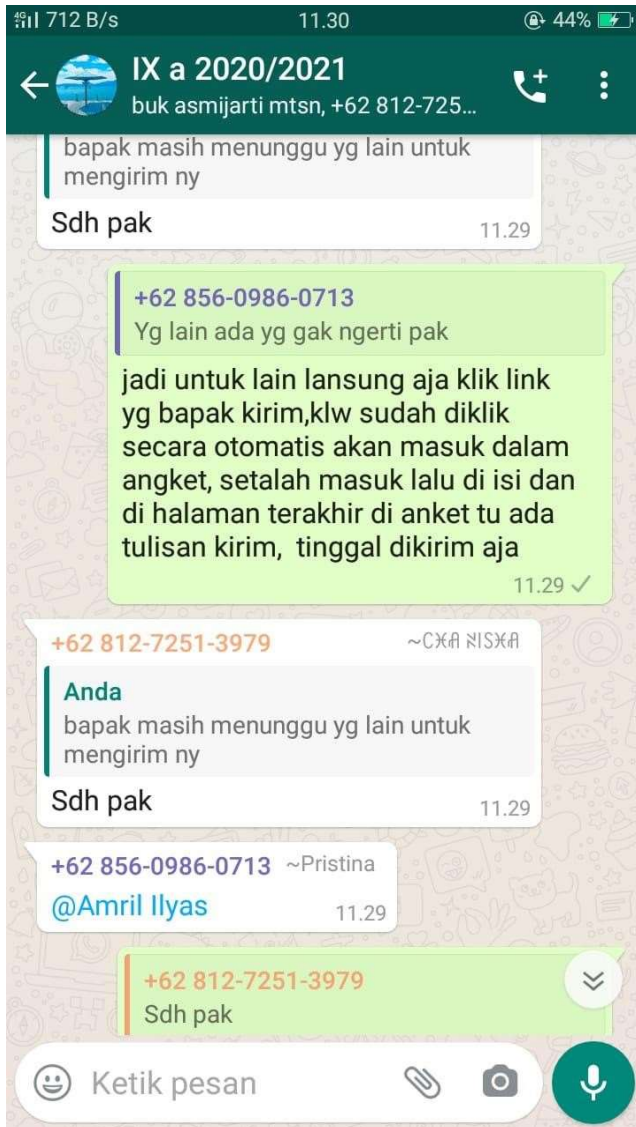 4G 712 B/s 11.30 44%
IX a 2020/2021
buk asmijarti mtsn, +62 812-725...
bapak masih menunggu yg lain untuk
mengirim ny
Sdh pak 11.29
+62 856-0986-0713
Yg lain ada yg gak ngerti pak
jadi untuk lain lansung aja klik link
yg bapak kirim,klw sudah diklik
secara otomatis akan masuk dalam
angket, setalah masuk lalu di isi dan
di halaman terakhir di anket tu ada
tulisan kirim, tinggal dikirim aja
11.29
+62 812-7251-3979 ~CӾA NISӾA
Anda
bapak masih menunggu yg lain untuk
mengirim ny
Sdh pak 11.29
+62 856-0986-0713 ~Pristina
@Amril Ilyas 11.29
+62 812-7251-3979
Sdh pak
Ketik pesan